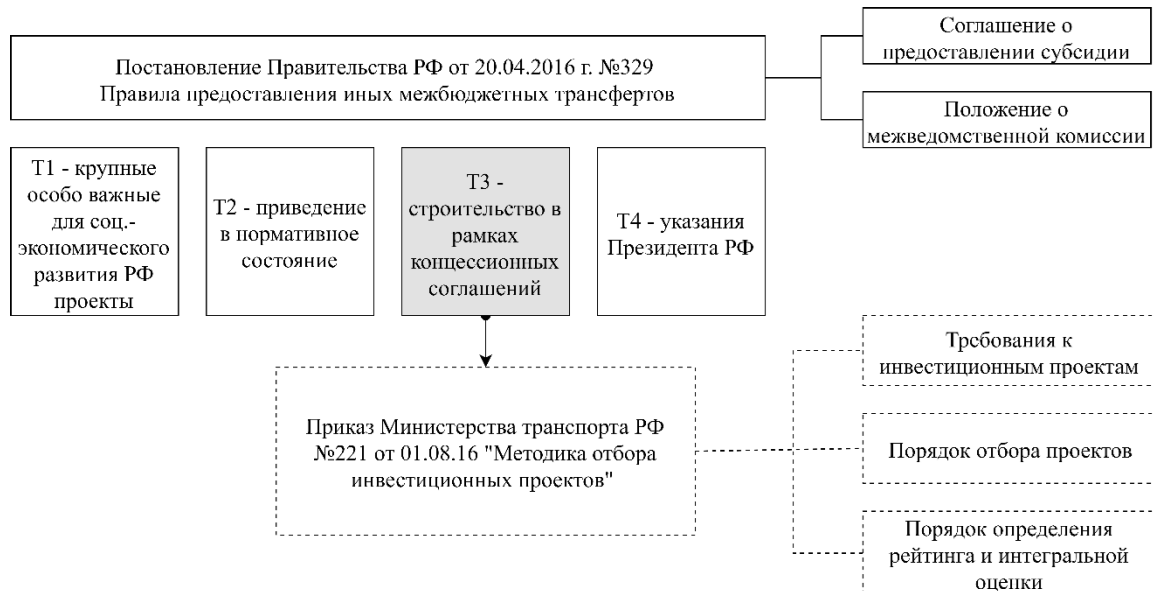 Соглашение о
предоставлении субсидии
Постановление Правительства РФ от 20.04.2016 г. №329
Правила предоставления иных межбюджетных трансфертов
Положение о
межведомственной комиссии
Т1 - крупные
особо важные
для соц.-
экономического
развития РФ
проекты
Т2 - приведение
в нормативное
состояние
Т3 -
строительство в
рамках
концессионных
соглашений
Т4 - указания
Президента РФ
Требования к
инвестиционным проектам
Приказ Министерства транспорта РФ
№221 от 01.08.16 "Методика отбора
инвестиционных проектов"
Порядок отбора проектов
Порядок определения
рейтинга и интегральной
оценки